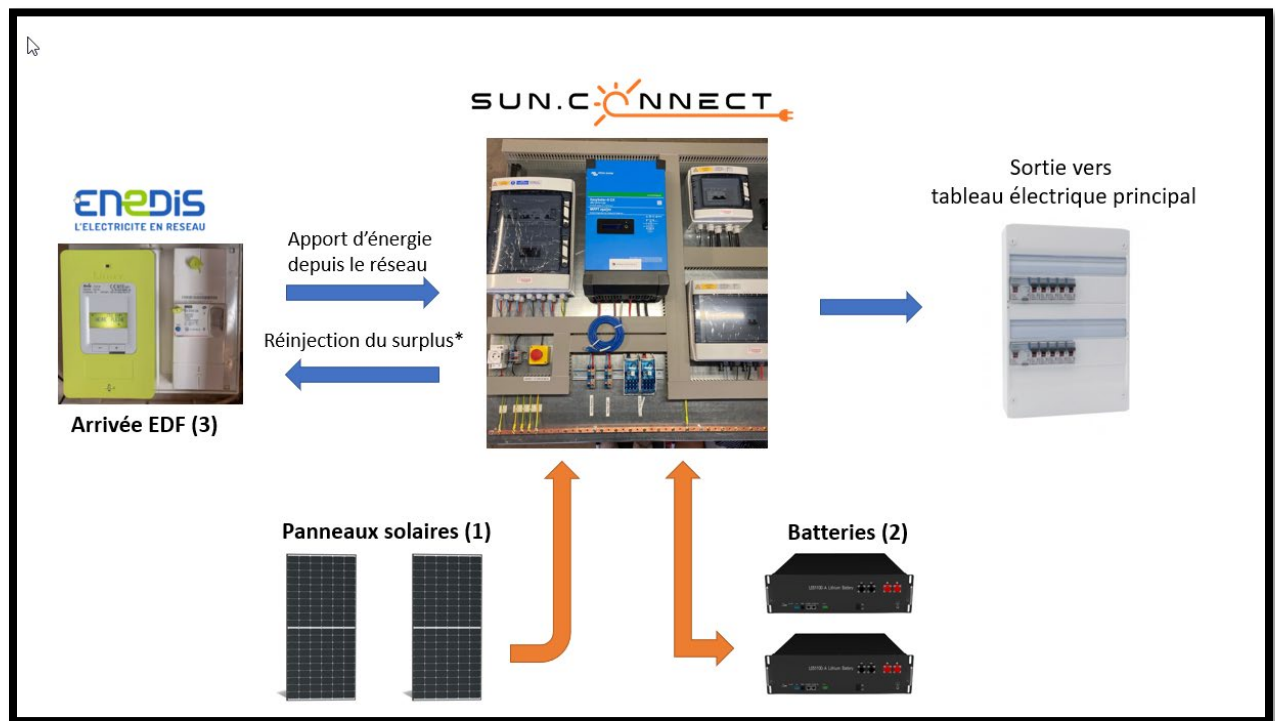 SUN.CONNECT
Sortie vers
tableau électrique principal
ENEDIS
L'ELECTRICITE EN RESEAU
Apport d'énergie
depuis le réseau
Réinjection du surplus*
Arrivée EDF (3)
Panneaux solaires (1)
Batteries (2)